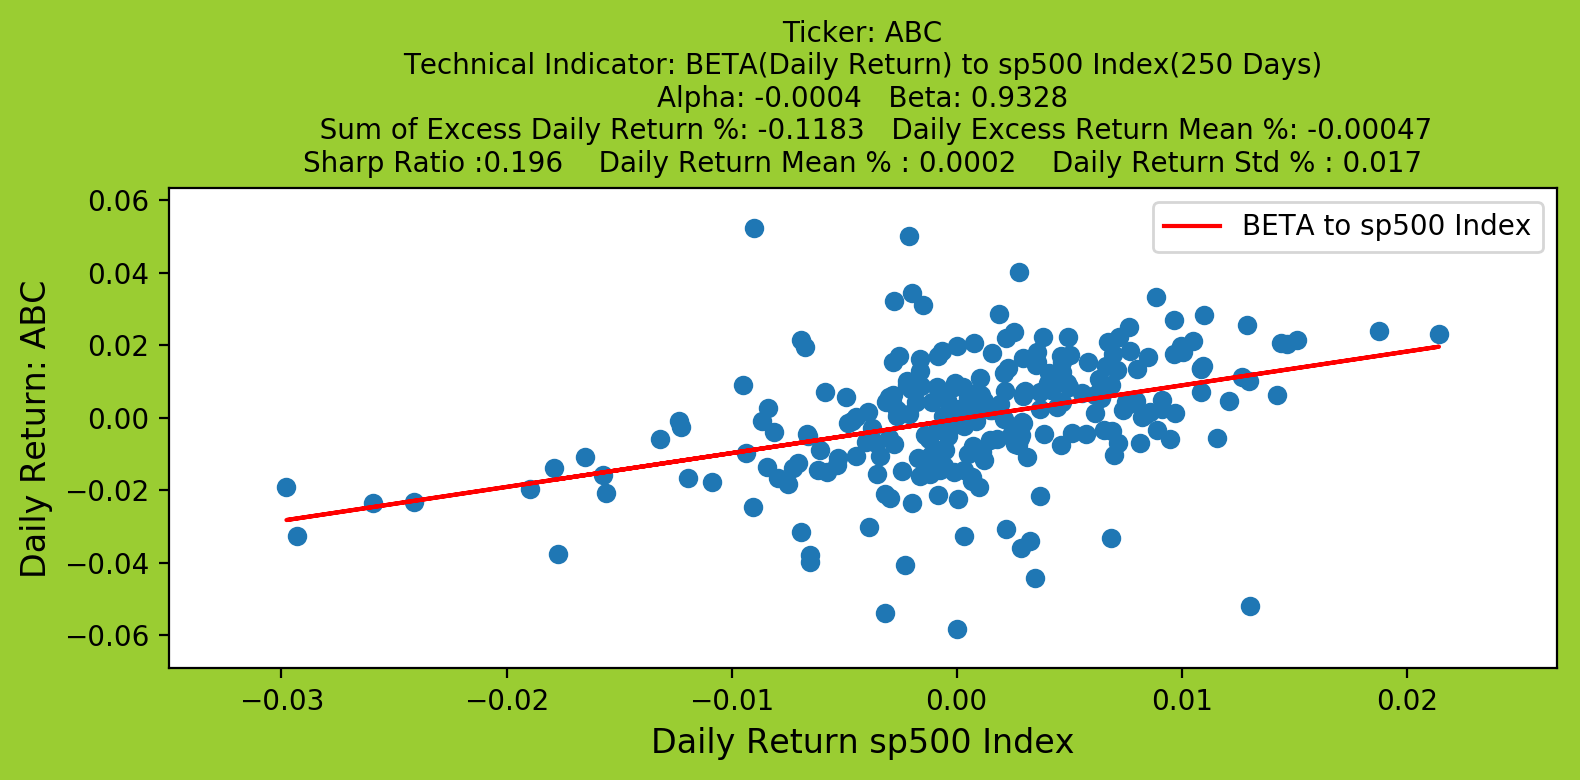 Ticker: ABC
Technical Indicator: BETA(Daily Return) to sp500 Index(250 Days)
Alpha: -0.0004   Beta: 0.9328
Sum of Excess Daily Return %: -0.1183   Daily Excess Return Mean %: -0.00047
Sharp Ratio :0.196    Daily Return Mean % : 0.0002    Daily Return Std % : 0.017
BETA to sp500 Index
Daily Return: ABC
0.06
0.04
0.02
0.00
−0.02
−0.04
−0.06
−0.03 −0.02 −0.01 0.00 0.01 0.02
Daily Return sp500 Index